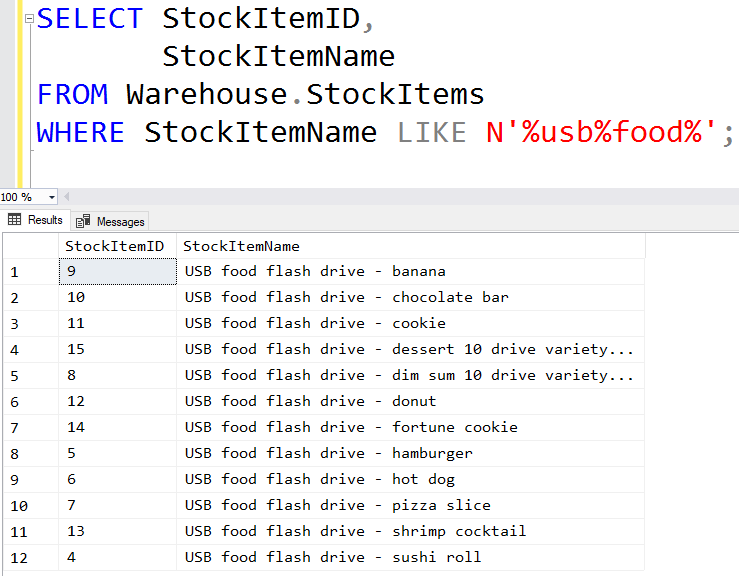 SELECT StockItemID,
StockItemName
FROM Warehouse.StockItems
WHERE StockItemName LIKE N'%usb%food%';
100 %
Results Messages
StockItemID StockItemName
1 9 USB food flash drive - banana
2 10 USB food flash drive - chocolate bar
3 11 USB food flash drive - cookie
4 15 USB food flash drive - dessert 10 drive variety...
5 8 USB food flash drive - dim sum 10 drive variety...
6 12 USB food flash drive - donut
7 14 USB food flash drive - fortune cookie
8 5 USB food flash drive - hamburger
9 6 USB food flash drive - hot dog
10 7 USB food flash drive - pizza slice
11 13 USB food flash drive - shrimp cocktail
12 4 USB food flash drive - sushi roll